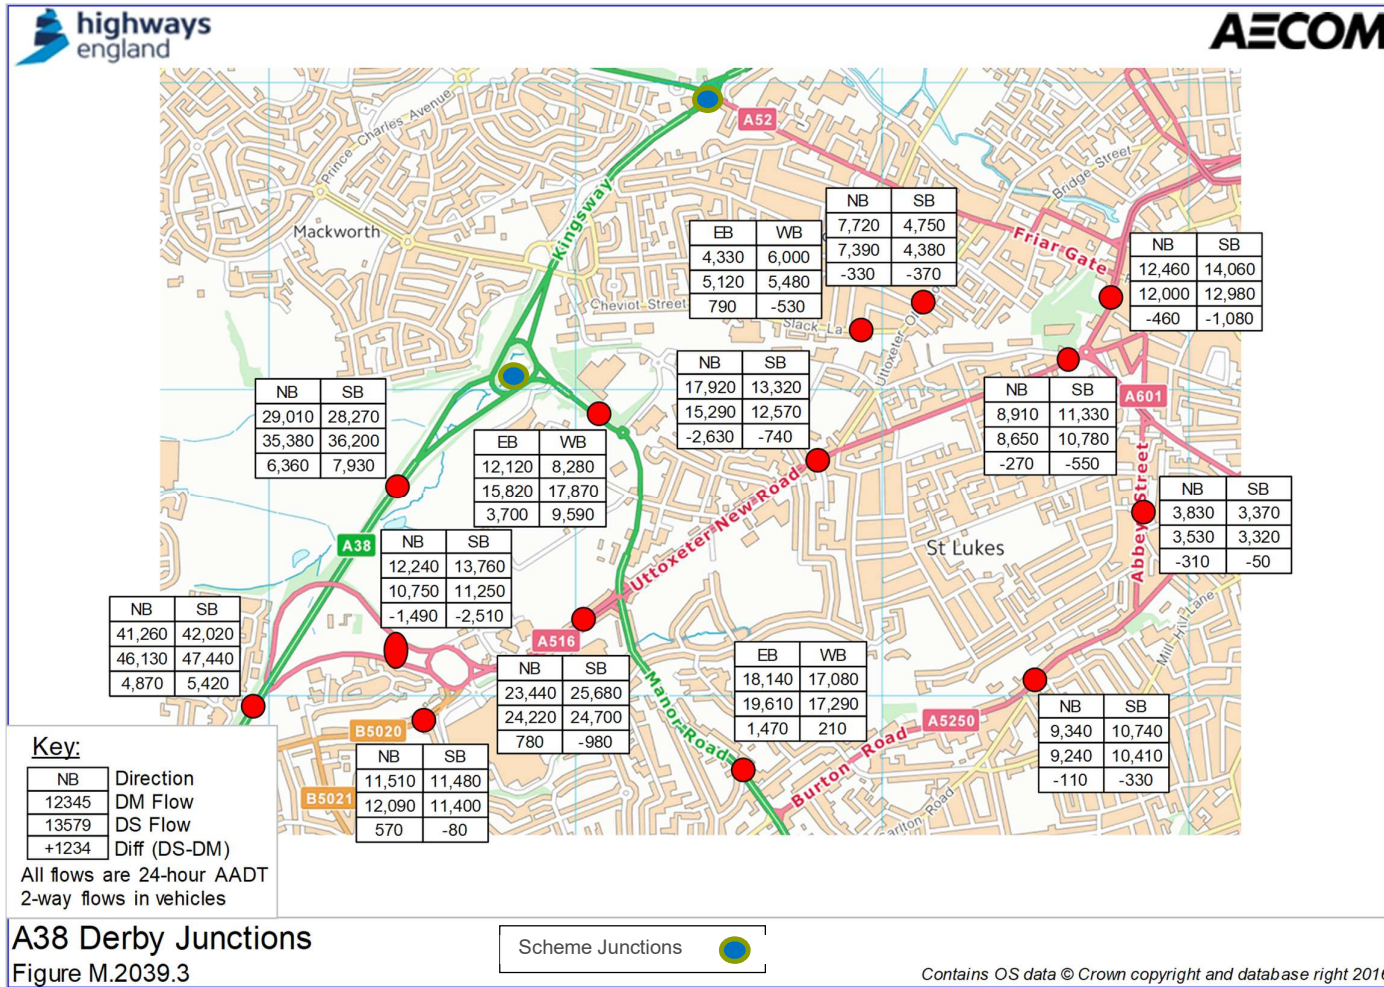 highways
england
AECOM
A52
Prince Charles Avenue
Mackworth
Kingsway
Bridge Street
Friar Gate
NB SB
7,720 4,750
7,390 4,380
-330 -370
EB WB
4,330 6,000
5,120 5,480
790 -530
NB SB
12,460 14,060
12,000 12,980
-460 -1,080
Cheviot Street
Slack La
Uttoxeter Ol
NB SB
17,920 13,320
15,290 12,570
-2,630 -740
NB SB
29,010 28,270
35,380 36,200
6,360 7,930
NB SB
8,910 11,330
8,650 10,780
-270 -550
A601
EB WB
12,120 8,280
15,820 17,870
3,700 9,590
Uttoxeter New Road
Abbey Street
NB SB
3,830 3,370
3,530 3,320
-310 -50
A38
NB SB
12,240 13,760
10,750 11,250
-1,490 -2,510
St Lukes
NB SB
41,260 42,020
46,130 47,440
4,870 5,420
A516
Mill Hill Lane
NB SB
23,440 25,680
24,220 24,700
780 -980
Manor Road
EB WB
18,140 17,080
19,610 17,290
1,470 210
A5250
Burton Road
NB SB
9,340 10,740
9,240 10,410
-110 -330
B5020
B5021
NB SB
11,510 11,480
12,090 11,400
570 -80
arlton Road
Key:
NB Direction
12345 DM Flow
13579 DS Flow
+1234 Diff (DS-DM)
All flows are 24-hour AADT
2-way flows in vehicles
A38 Derby Junctions
Figure M.2039.3
Scheme Junctions
Contains OS data © Crown copyright and database right 2016